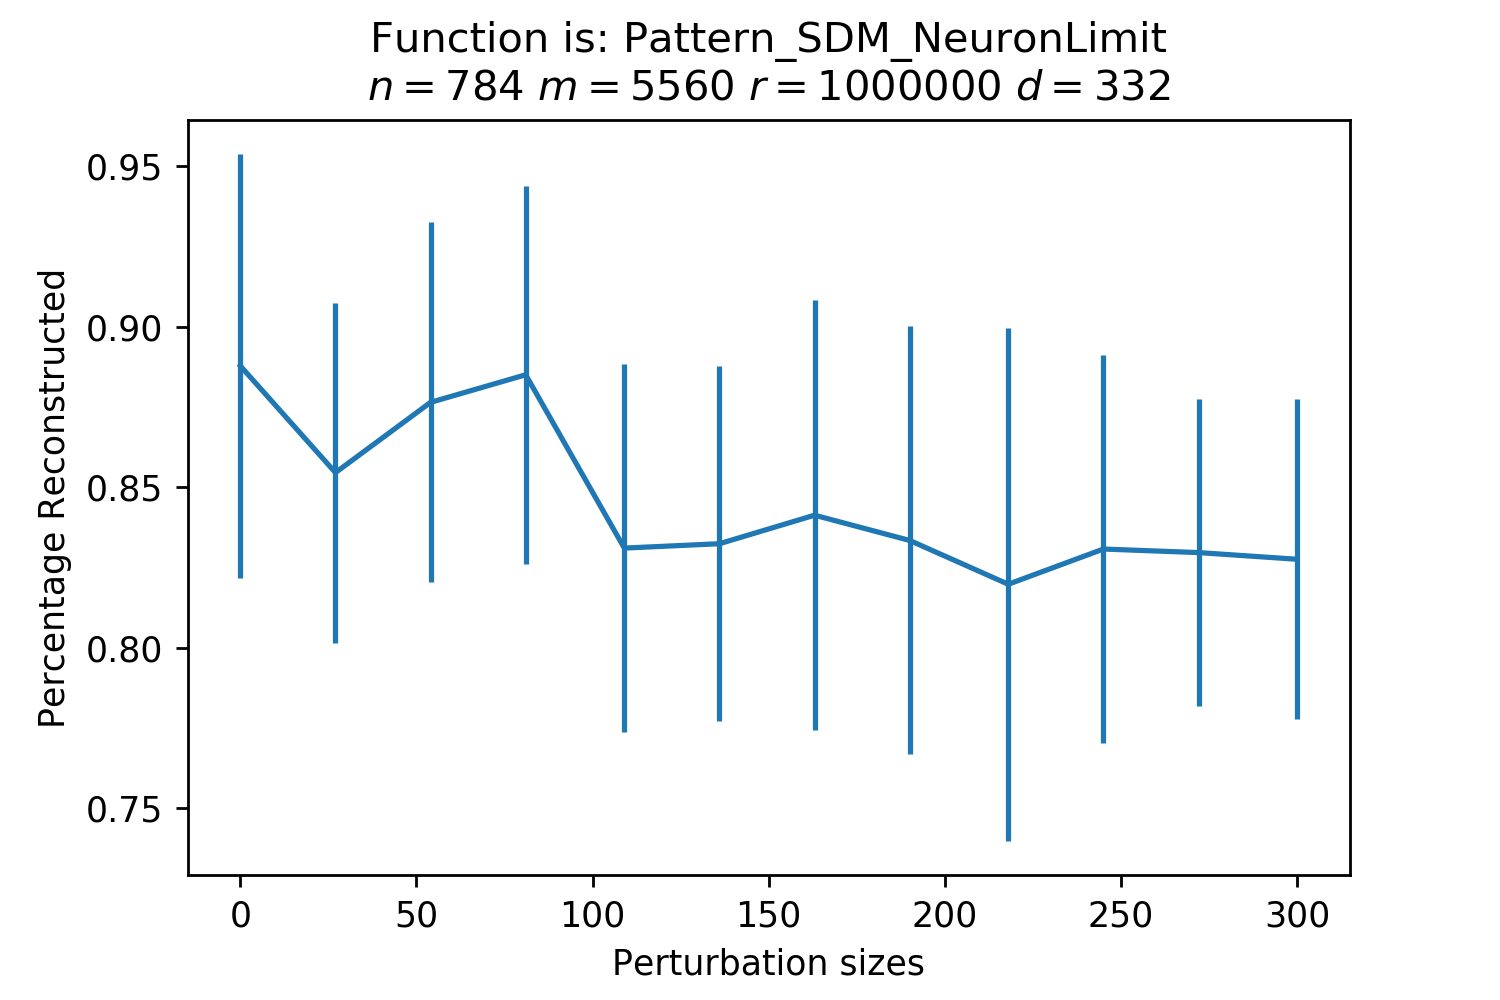 Function is: Pattern_SDM_NeuronLimit
n = 784 m = 5560 r = 1000000 d = 332
Percentage Reconstructed
0.95
0.90
0.85
0.80
0.75
0 50 100 150 200 250 300
Perturbation sizes